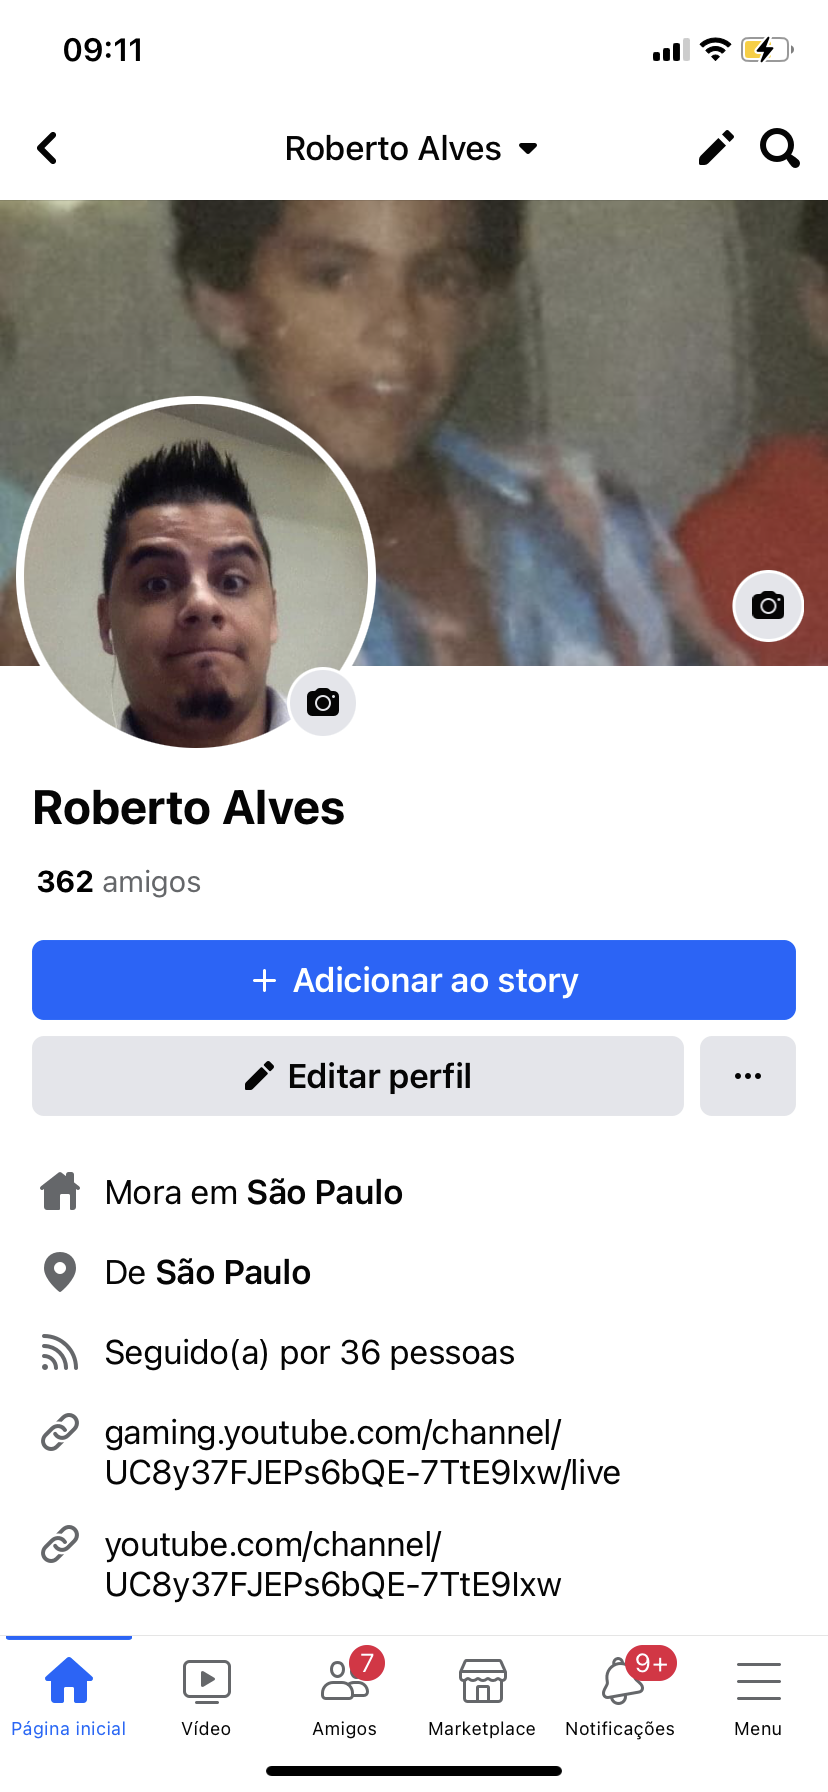 09:11
Roberto Alves
Roberto Alves
362 amigos
+ Adicionar ao story
Editar perfil
Mora em São Paulo
De São Paulo
Seguido(a) por 36 pessoas
gaming.youtube.com/channel/
UC8y37FJEPs6bQE-7TtE9Ixw/live
youtube.com/channel/
UC8y37FJEPs6bQE-7TtE9Ixw
7
9+
Página inicial
Vídeo
Amigos
Marketplace
Notificações
Menu